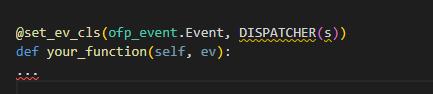 @set_ev_cls(ofp_event.Event, DISPATCHER(s))
def your_function(self, ev):
...